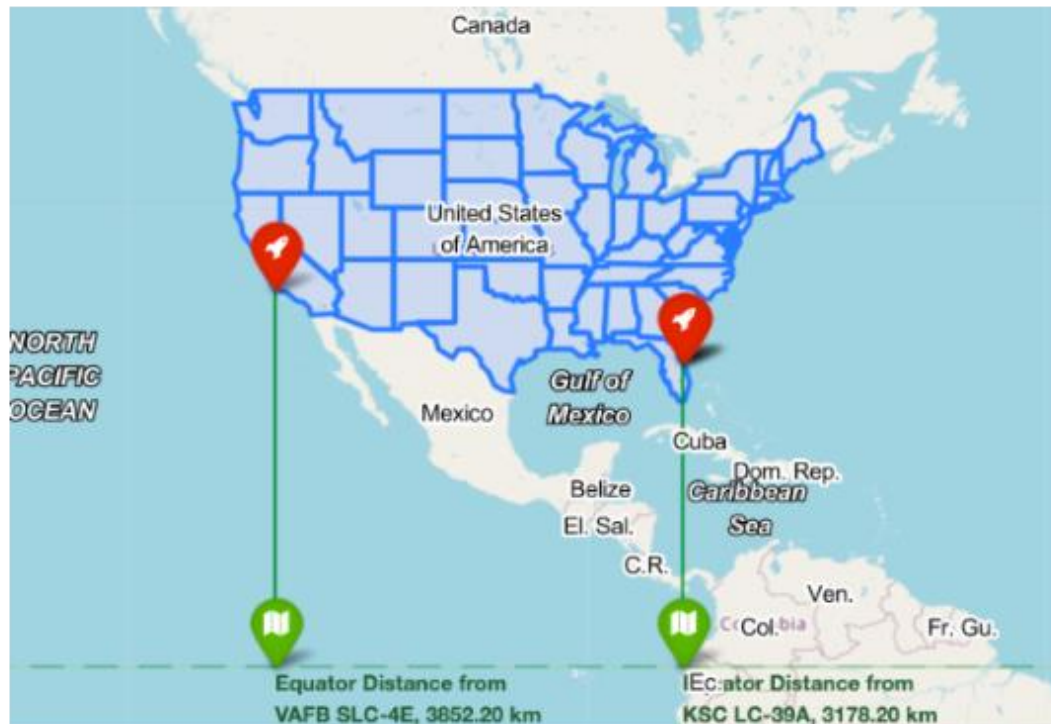 Canada
United States
of America
NORTH
PACIFIC
OCEAN
Gulf of
Mexico
Mexico
Cuba
Dom. Rep.
Belize
Caribbean
Sea
El. Sal.
C.R.
Ven.
Col.
Fr. Gu.
Equator Distance from
VAFB SLC-4E, 3852.20 km
Ec.
ator Distance from
KSC LC-39A, 3178.20 km